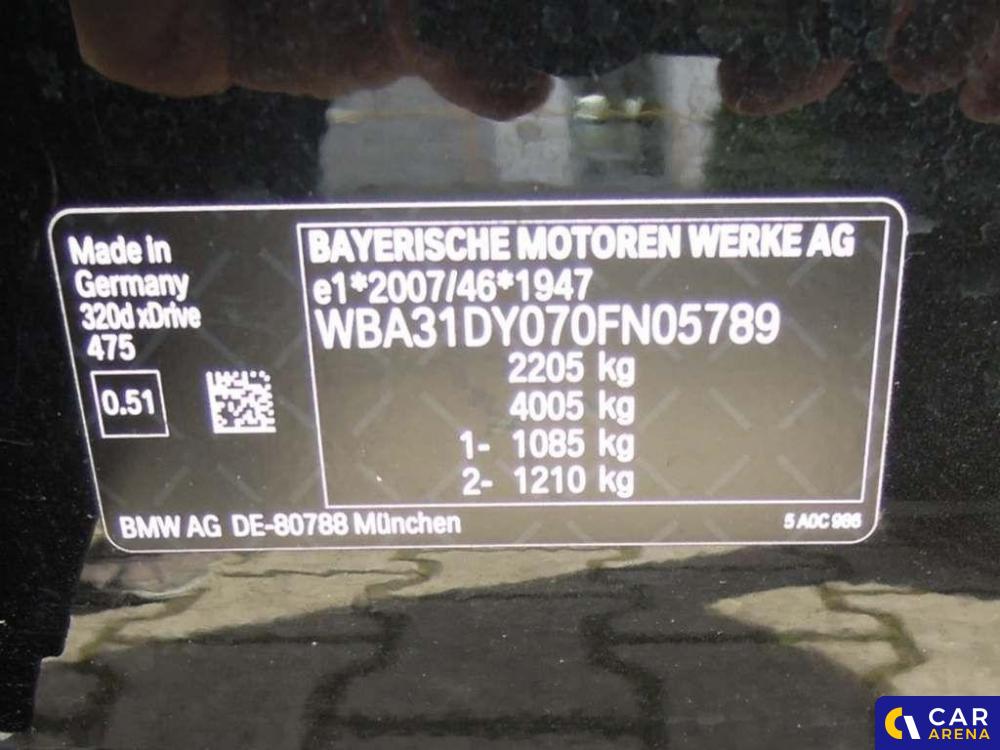 Made in
Germany
320d xDrive
475
0.51
BAYERISCHE MOTOREN WERKE AG
e1*2007/46*1947
WBA31DY070FN05789
2205 kg
4005 kg
1- 1085 kg
2- 1210 kg
BMW AG DE-80788 München
5 A0C 986
CAR
ARENA